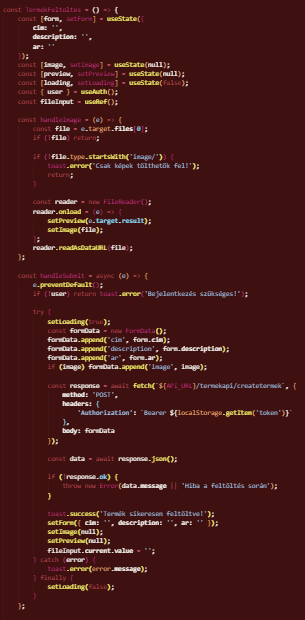 const TermekFeltoltes = () => {
const [form, setForm] = useState({
cim: '',
description: '',
ar: ''
});
const [image, setImage] = useState(null);
const [preview, setPreview] = useState(null);
const [loading, setLoading] = useState(false);
const { user } = useAuth();
const fileInput = useRef();
const handleImage = (e) => {
const file = e.target.files[0];
if (!file) return;
if (!file.type.startsWith('image/')) {
toast.error('Csak képek tölthetők fel!');
return;
}
const reader = new FileReader();
reader.onload = (e) => {
setPreview(e.target.result);
setImage(file);
};
reader.readAsDataURL(file);
};
const handleSubmit = async (e) => {
e.preventDefault();
if (!user) return toast.error('Bejelentkezés szükséges!');
try {
setLoading(true);
const formData = new FormData();
formData.append('cim', form.cim);
formData.append('description', form.description);
formData.append('ar', form.ar);
if (image) formData.append('image', image);
const response = await fetch(`${API_URL}/termekapi/createtermek`, {
method: 'POST',
headers: {
'Authorization': `Bearer ${localStorage.getItem('token')}`
},
body: formData
});
const data = await response.json();
if (!response.ok) {
throw new Error(data.message || 'Hiba a feltöltés során');
}
toast.success('Termék sikeresen feltöltve!');
setForm({ cim: '', description: '', ar: '' });
setImage(null);
setPreview(null);
fileInput.current.value = '';
} catch (error) {
toast.error(error.message);
} finally {
setLoading(false);
}
};